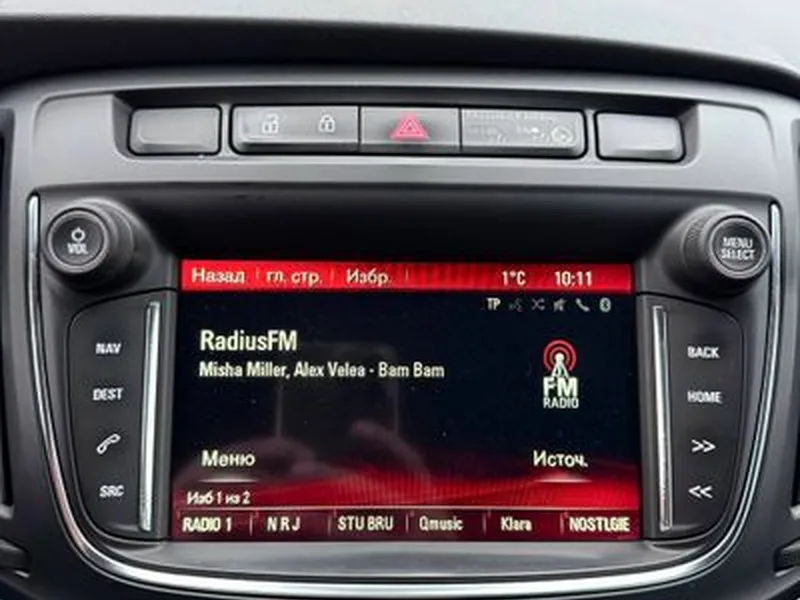 VOL
MENU
SELECT
Назад гл. стр. Избр. 1°C 10:11
TP
NAV
RadiusFM
BACK
Misha Miller, Alex Velea - Bam Bam
DEST
FM
RADIO
HOME
>>
Меню Источ.
SRC
<<
Изб 1 из 2
RADIO 1 NRJ STU BRU Qmusic Klara NOSTLGIE